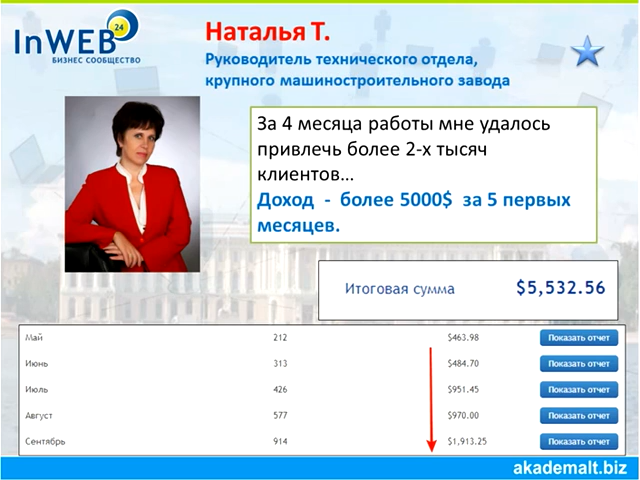 InWEB 24
БИЗНЕС СООБЩЕСТВО
Наталья Т.
Руководитель технического отдела,
крупного машиностроительного завода
За 4 месяца работы мне удалось
привлечь более 2-х тысяч
клиентов...
Доход - более 5000$ за 5 первых
месяцев.
Итоговая сумма $5,532.56
Май 212 $463.98 Показать отчет
Июнь 313 $484.70 Показать отчет
Июль 426 $951.45 Показать отчет
Август 577 $970.00 Показать отчет
Сентябрь 914 $1,913.25 Показать отчет
akademalt.biz